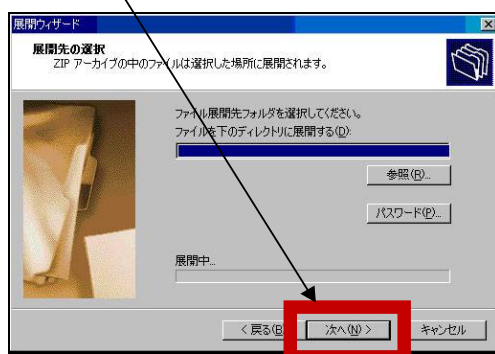 展開ウィザード
展開先の選択
ZIP アーカイブの中のファイルは選択した場所に展開されます。
ファイル展開先フォルダを選択してください。
ファイルを下のディレクトリに展開する(D):
参照(R)...
パスワード(P)...
展開中...
< 戻る(B)
次へ(N) >
キャンセル